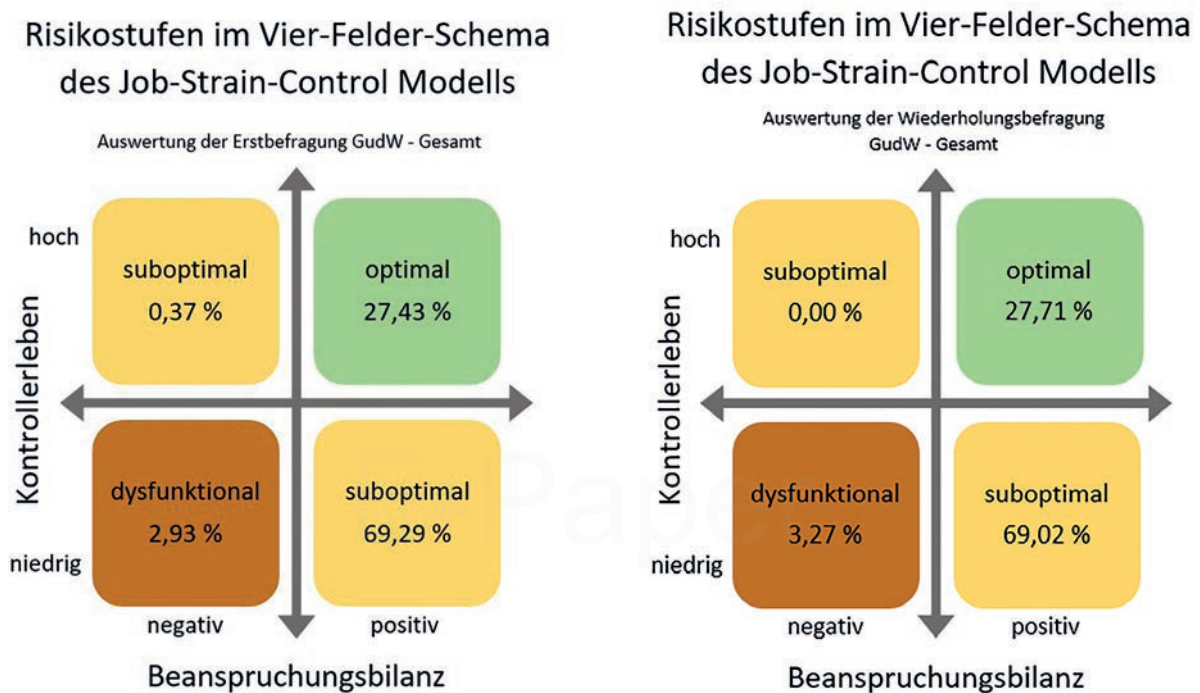 Risikostufen im Vier-Felder-Schema
des Job-Strain-Control Modells
Auswertung der Erstbefragung GudW - Gesamt
hoch
suboptimal
0,37 %
optimal
27,43 %
Kontrollerleben
dysfunktional
2,93 %
suboptimal
69,29 %
niedrig
negativ
positiv
Beanspruchungsbilanz
Risikostufen im Vier-Felder-Schema
des Job-Strain-Control Modells
Auswertung der Wiederholungsbefragung
GudW - Gesamt
hoch
suboptimal
0,00 %
optimal
27,71 %
Kontrollerleben
dysfunktional
3,27 %
suboptimal
69,02 %
niedrig
negativ
positiv
Beanspruchungsbilanz